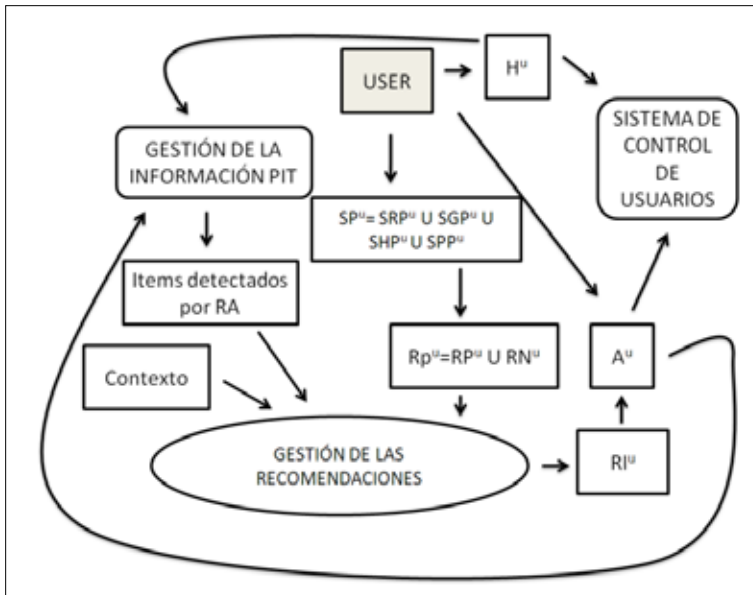 USER
Hᵘ
SISTEMA DE
CONTROL
DE
USUARIOS
GESTIÓN DE LA
INFORMACIÓN PIT
SPᵘ= SRPᵘ U SGPᵘ U
SHPᵘ U SPPᵘ
Items detectados
por RA
Contexto
Rpᵘ=RPᵘ U RNᵘ
Aᵘ
GESTIÓN DE LAS
RECOMENDACIONES
RIᵘ